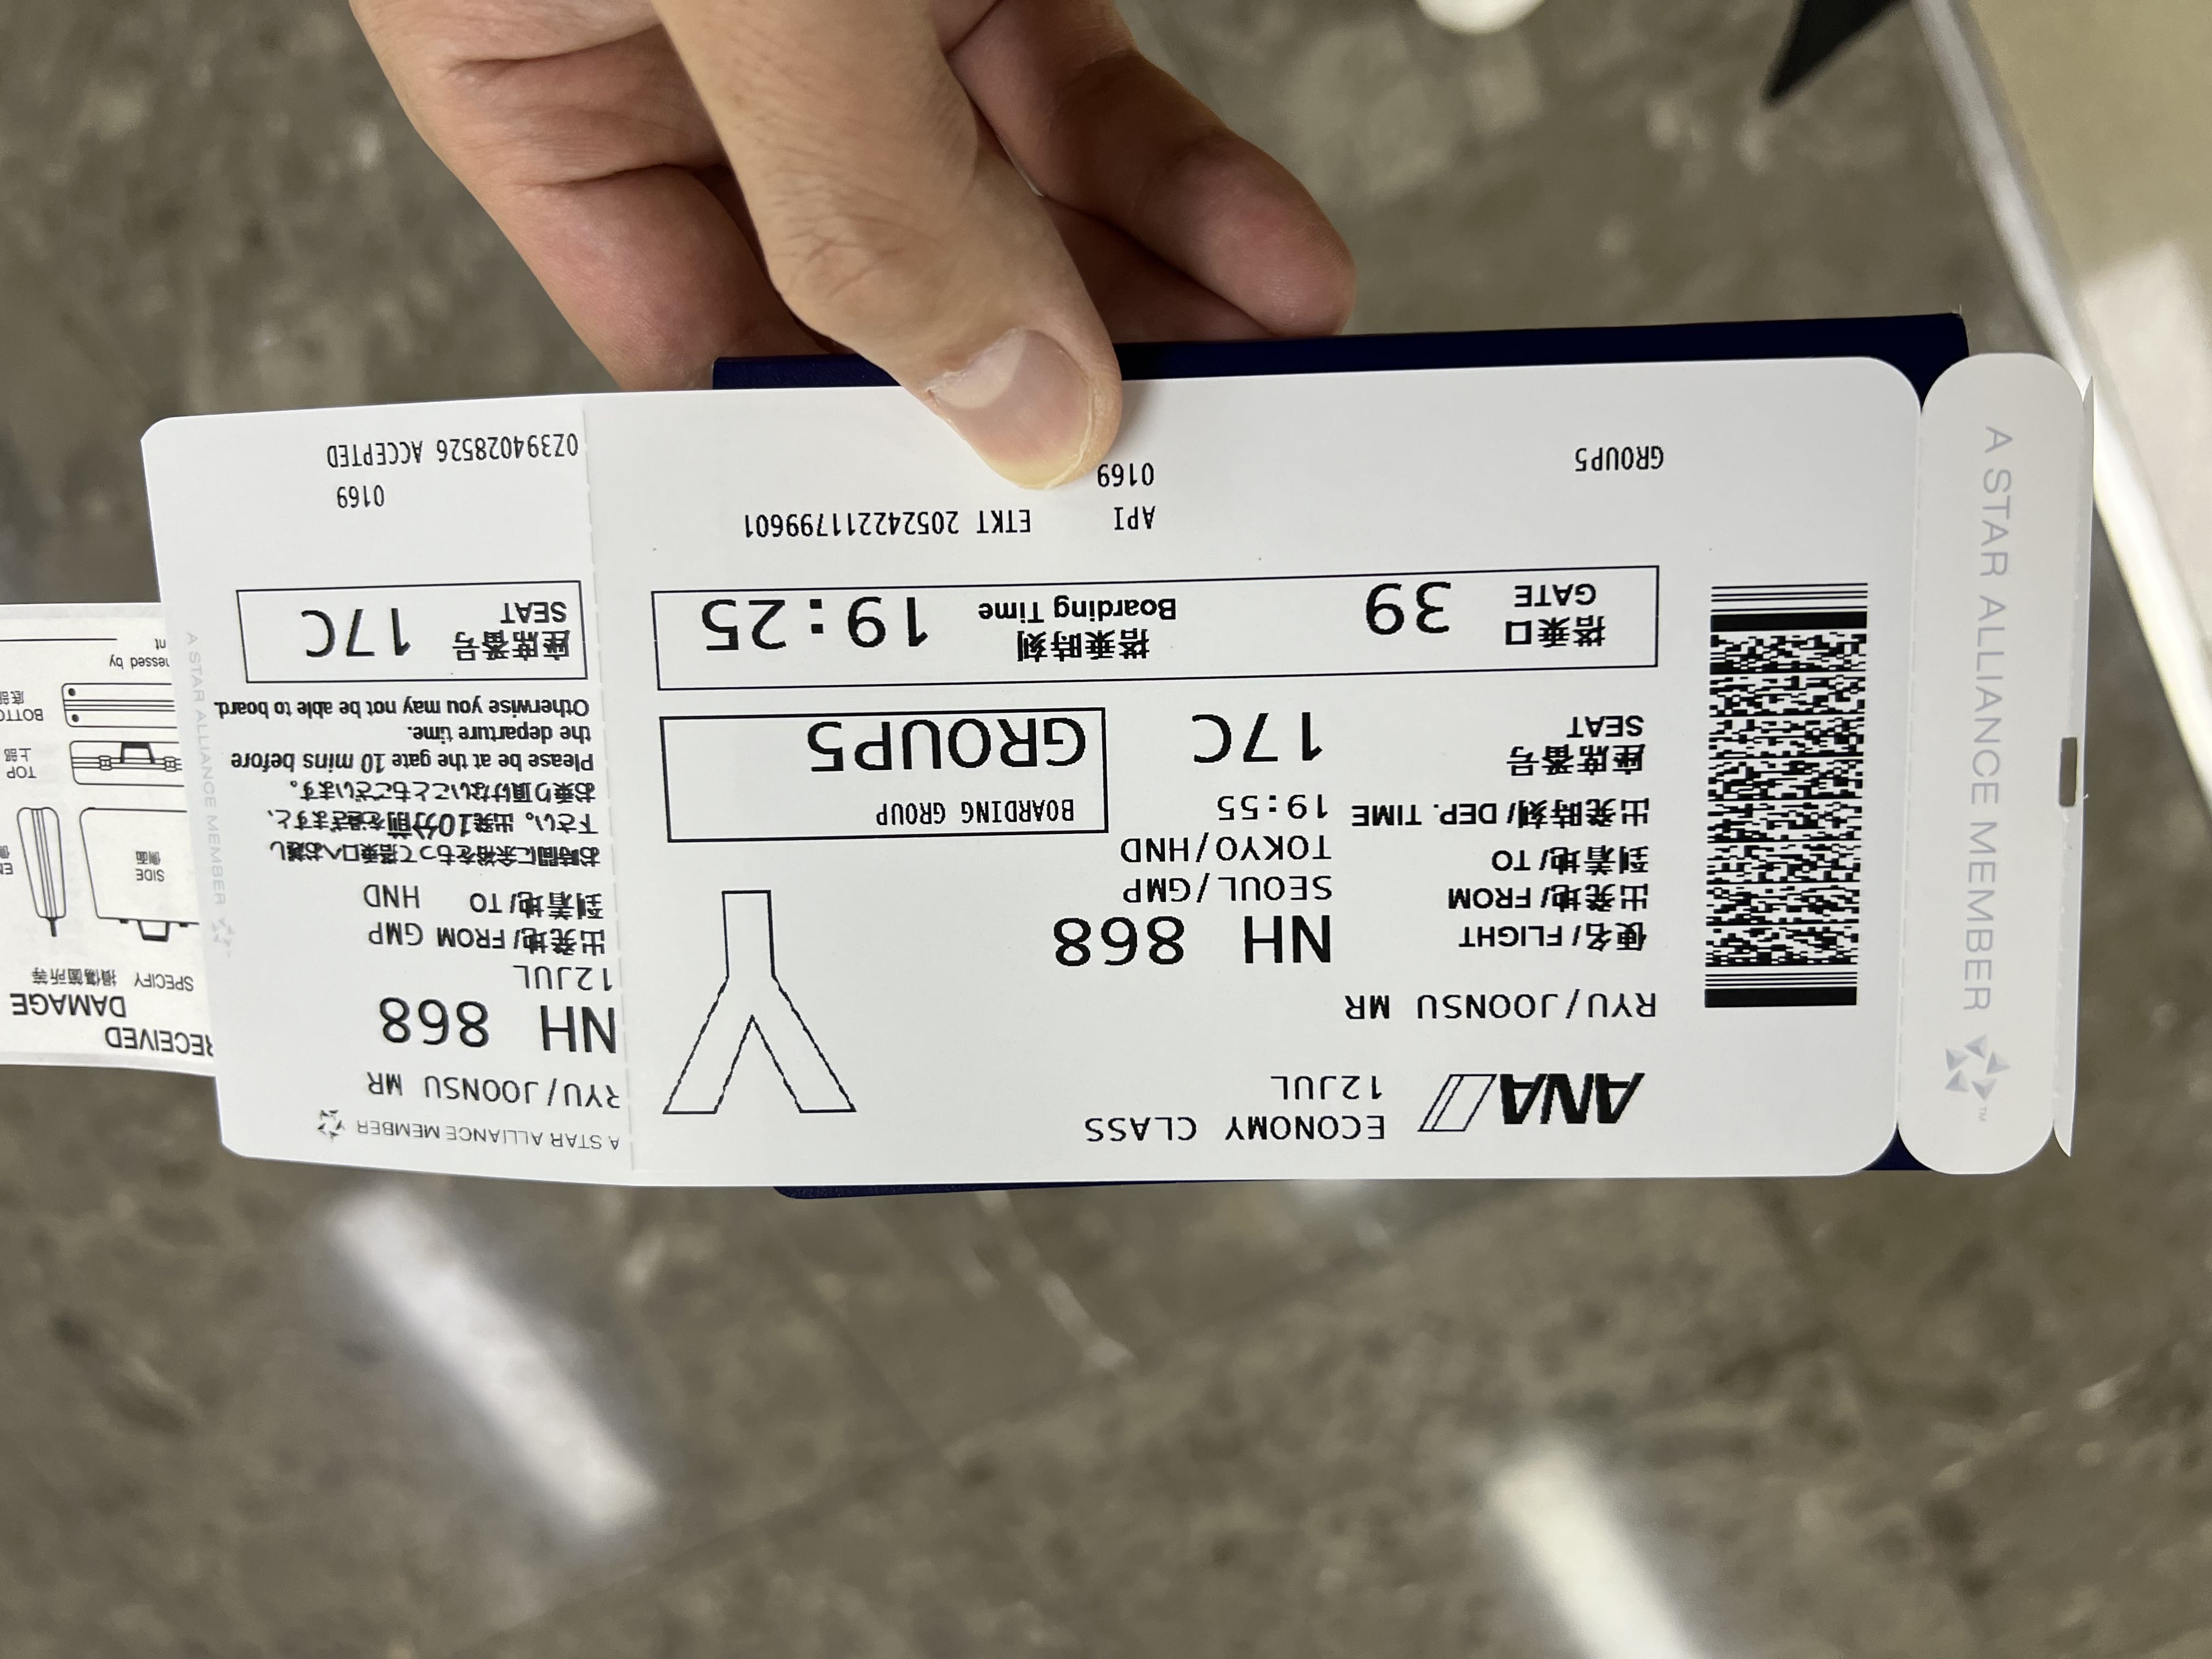 A STAR ALLIANCE MEMBER
ANA ECONOMY CLASS
12JUL
RYU/JOONSU MR
Y
便名/ FLIGHT NH 868
出発地/ FROM SEOUL/GMP
到着地/ TO TOKYO/HND
出発時刻/ DEP. TIME 19:55
座席番号
SEAT 17C
BOARDING GROUP
GROUP5
搭乗口
GATE 39
搭乗時刻
Boarding Time 19:25
API ETKT 205242211799601
0169
GROUP5
A STAR ALLIANCE MEMBER
RYU/JOONSU MR
NH 868
12JUL
出発地/ FROM GMP
到着地/ TO HND
お時間に余裕をもって搭乗口へお越し
下さい。出発10分前を過ぎますと、
お乗り頂けないこともございます。
Please be at the gate 10 mins before
the departure time.
Otherwise you may not be able to board.
座席番号
SEAT 17C
0169
OZ394028526 ACCEPTED
A STAR ALLIANCE MEMBER
RECEIVED
DAMAGE
SPECIFY 損傷箇所等
SIDE
側面
TOP
上部
by